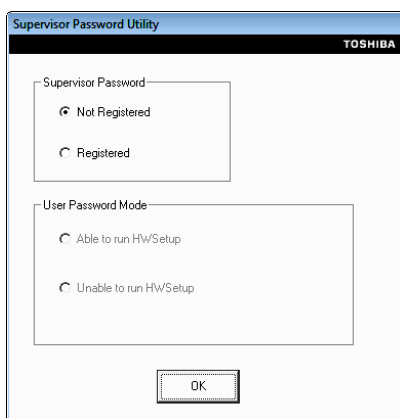 Supervisor Password Utility
TOSHIBA
Supervisor Password
Not Registered
Registered
User Password Mode
Able to run HWSetup
Unable to run HWSetup
OK